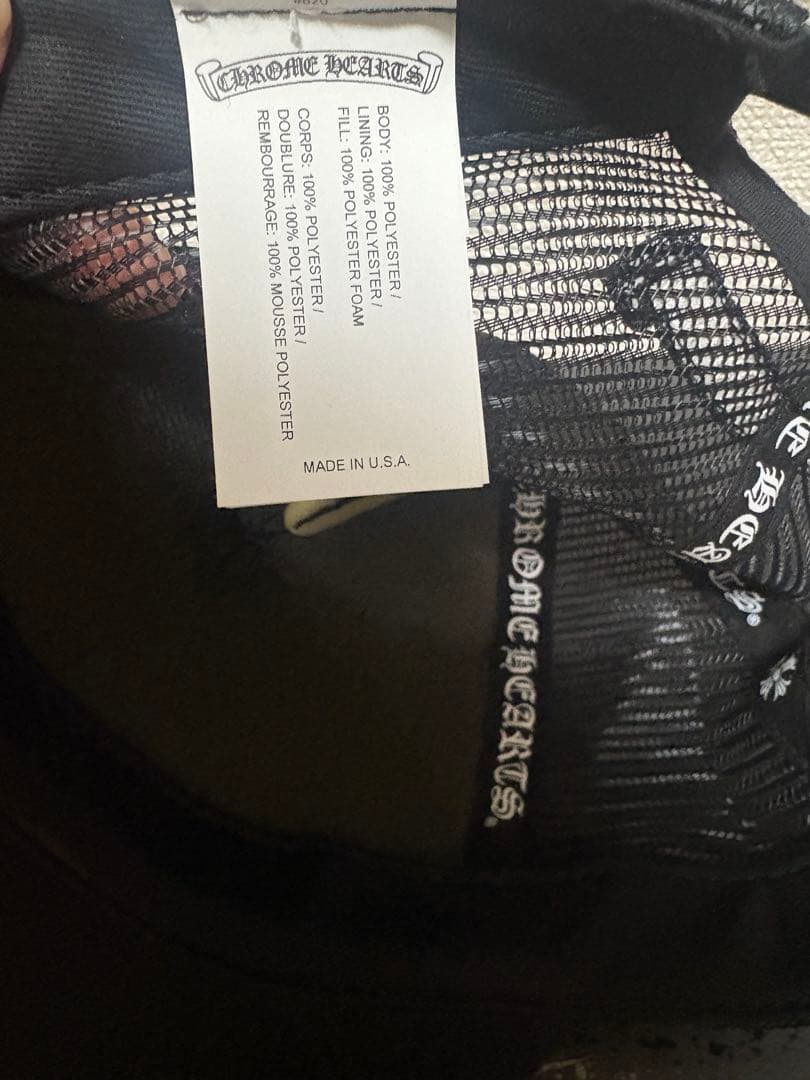 CHROME HEARTS
BODY: 100% POLYESTER /
LINING: 100% POLYESTER /
FILL: 100% POLYESTER FOAM
CORPS: 100% POLYESTER /
DOUBLURE: 100% POLYESTER /
REMBOURRAGE: 100% MOUSSE POLYESTER
MADE IN U.S.A.
CHROME HEARTS®